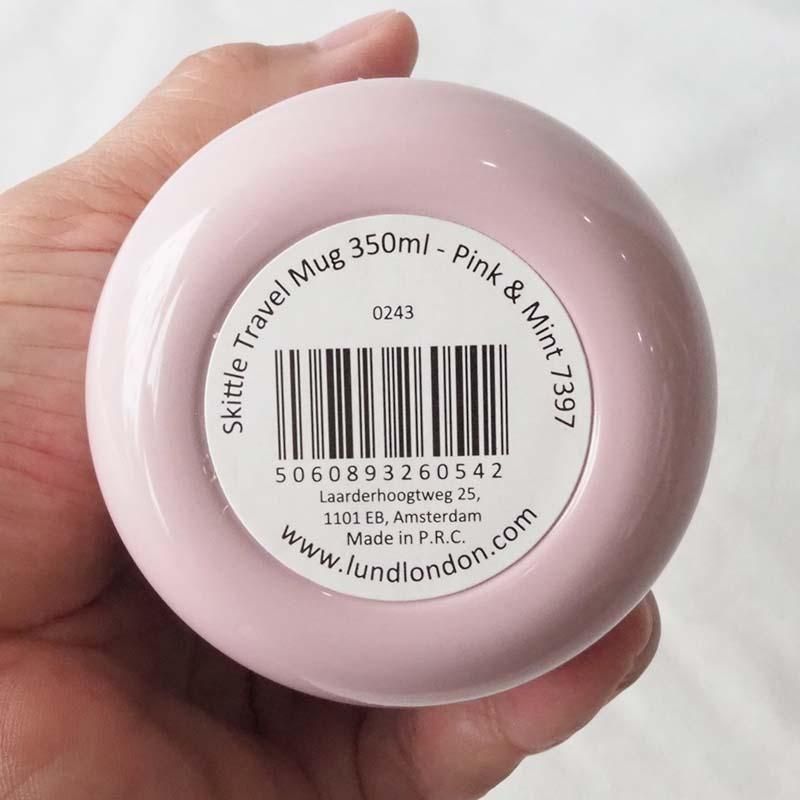 Skittle Travel Mug 350ml - Pink & Mint 7397
0243
5060893260542
Laarderhoogtweg 25,
1101 EB, Amsterdam
Made in P.R.C.
www.lundlondon.com